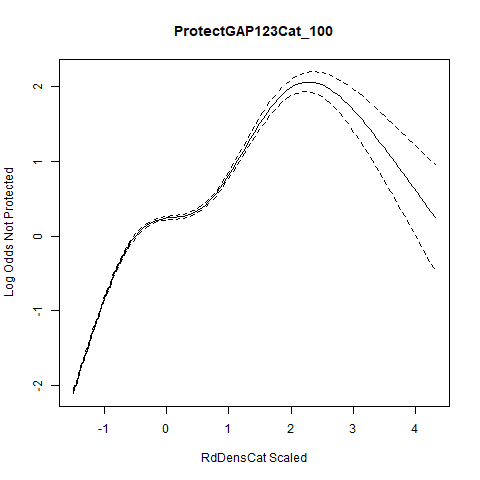 ProtectGAP123Cat_100
2
1
0
-1
-2
Log Odds Not Protected
-1 0 1 2 3 4
RdDensCat Scaled